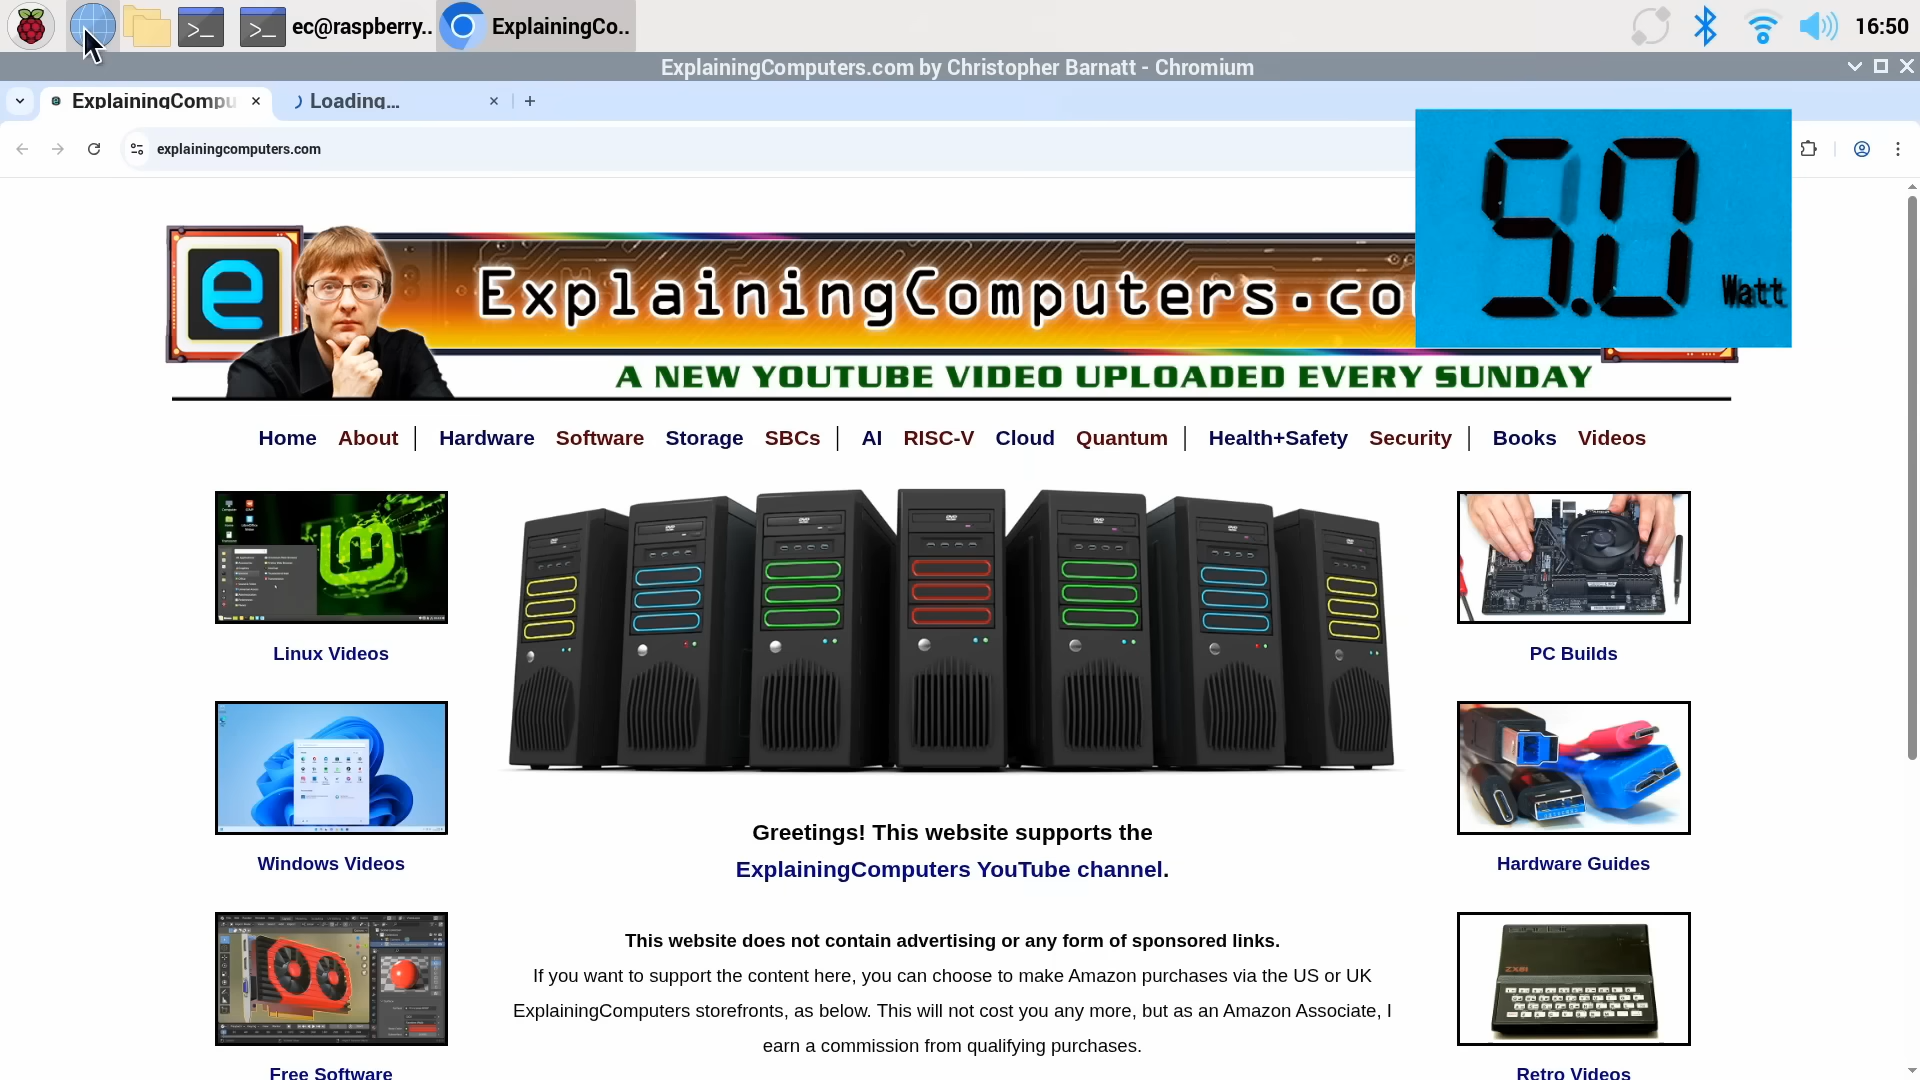 ec@raspberry..
ExplainingCo..
16:50
ExplainingComputers.com by Christopher Barnatt - Chromium
ExplainingCompu
Loading...
explainingcomputers.com
5.0 Watt
e
ExplainingComputers.co
A NEW YOUTUBE VIDEO UPLOADED EVERY SUNDAY
Home About | Hardware Software Storage SBCs | AI RISC-V Cloud Quantum | Health+Safety Security | Books Videos
Linux Videos
PC Builds
Windows Videos
Hardware Guides
Greetings! This website supports the
ExplainingComputers YouTube channel.
ZX81
This website does not contain advertising or any form of sponsored links.
If you want to support the content here, you can choose to make Amazon purchases via the US or UK
ExplainingComputers storefronts, as below. This will not cost you any more, but as an Amazon Associate, I
earn a commission from qualifying purchases.
Free Software
Retro Videos